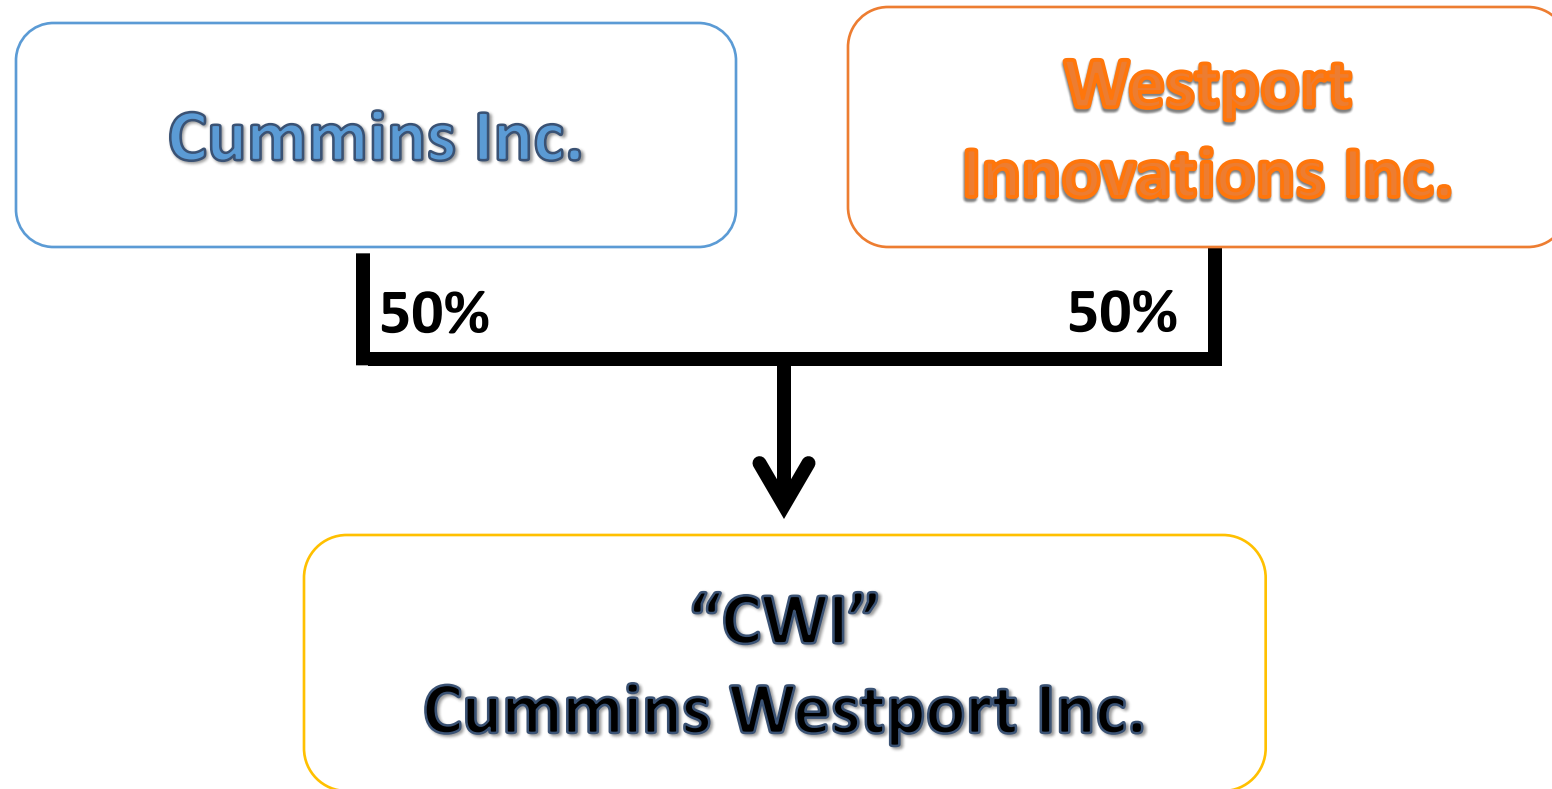 Cummins Inc.
Westport
Innovations Inc.
50%
50%
“CWI”
Cummins Westport Inc.